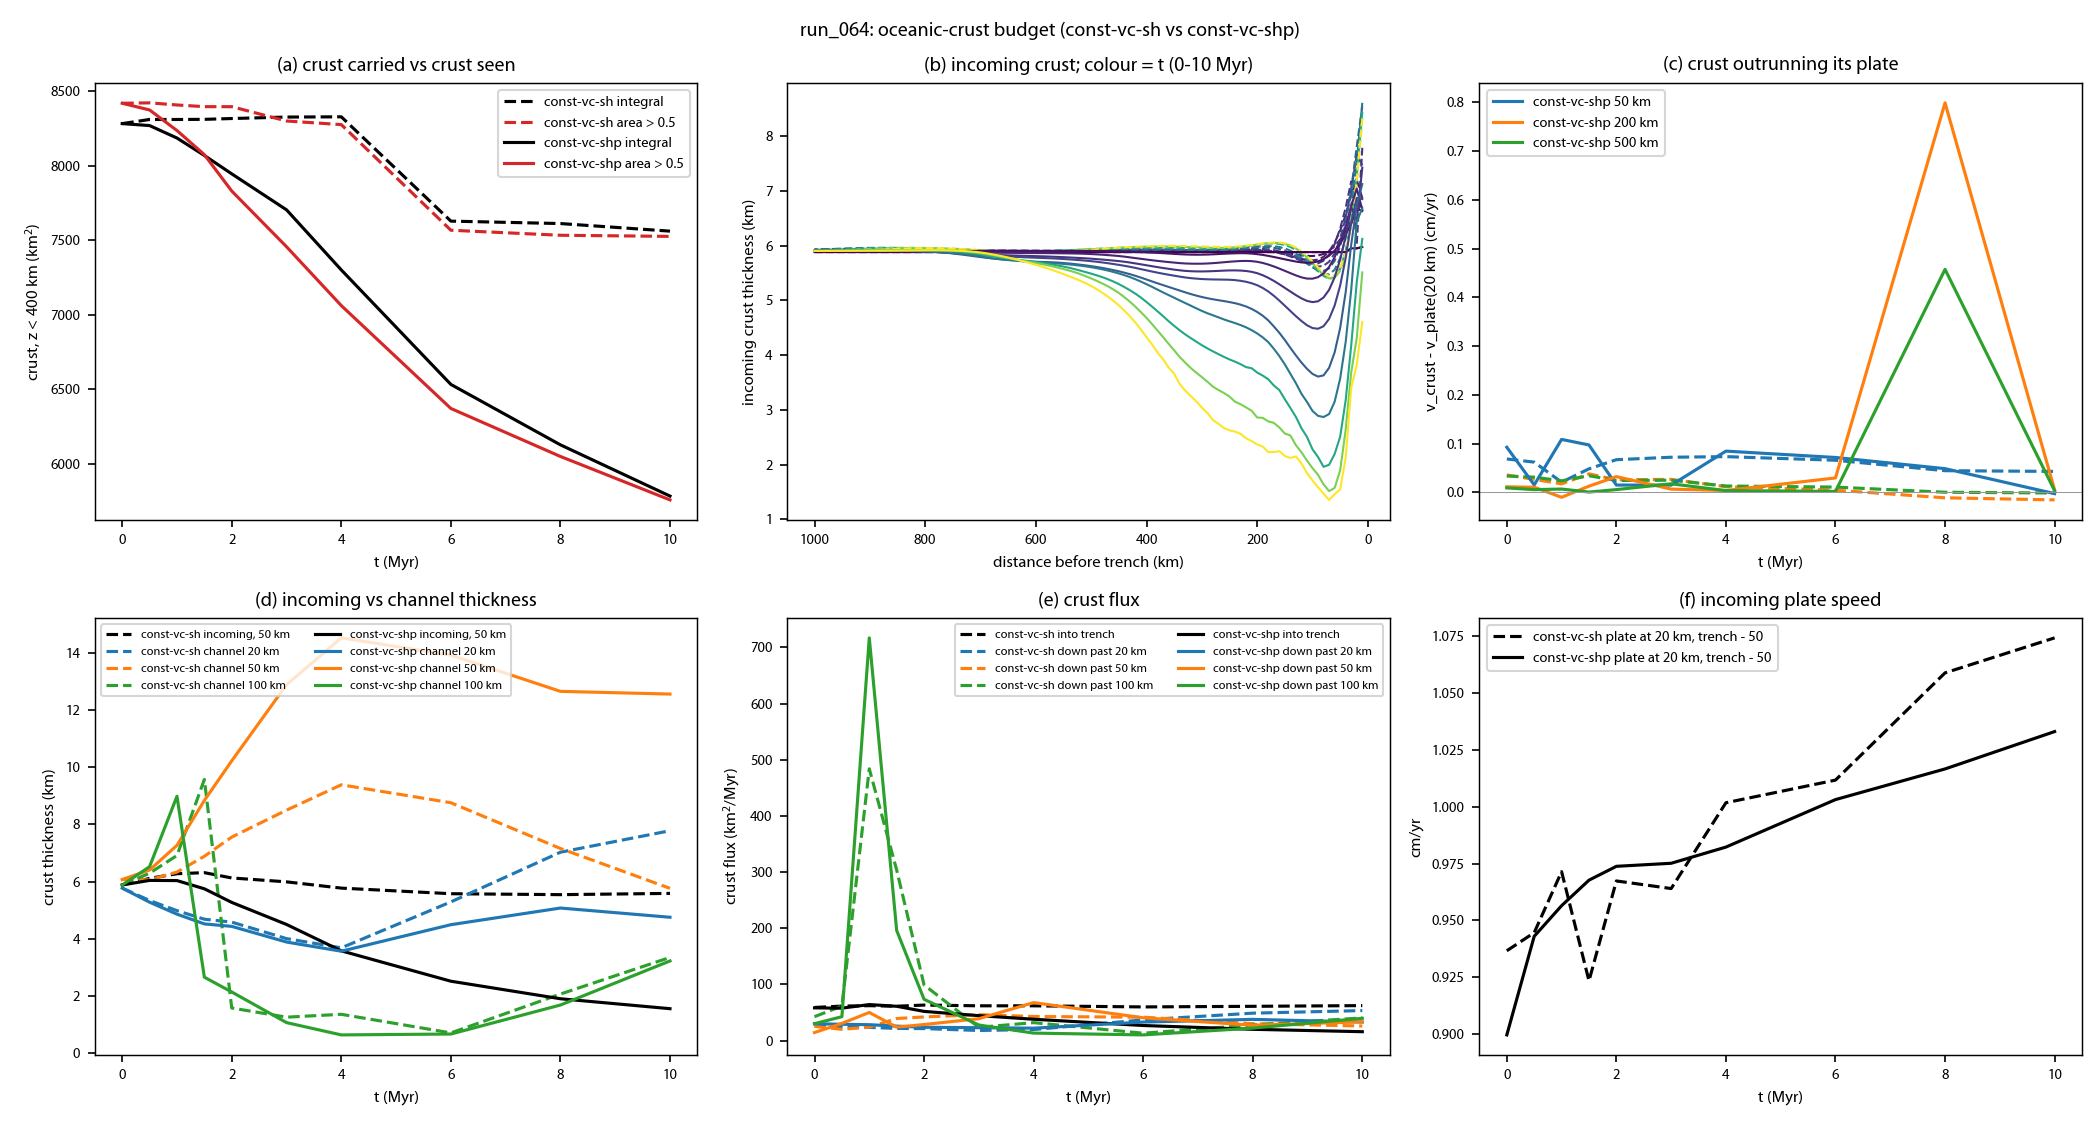 run_064: oceanic-crust budget (const-vc-sh vs const-vc-shp)
(a) crust carried vs crust seen
8500
8000
7500
7000
6500
6000
0
2
4
6
8
10
crust, z < 400 km (km²)
t (Myr)
const-vc-sh integral
const-vc-sh area > 0.5
const-vc-shp integral
const-vc-shp area > 0.5
(b) incoming crust; colour = t (0-10 Myr)
8
7
6
5
4
3
2
1
1000
800
600
400
200
0
incoming crust thickness (km)
distance before trench (km)
(c) crust outrunning its plate
0.8
0.7
0.6
0.5
0.4
0.3
0.2
0.1
0.0
0
2
4
6
8
10
v_crust - v_plate(20 km) (cm/yr)
t (Myr)
const-vc-shp 50 km
const-vc-shp 200 km
const-vc-shp 500 km
(d) incoming vs channel thickness
14
12
10
8
6
4
2
0
0
2
4
6
8
10
crust thickness (km)
t (Myr)
const-vc-sh incoming, 50 km
const-vc-sh channel 20 km
const-vc-sh channel 50 km
const-vc-sh channel 100 km
const-vc-shp incoming, 50 km
const-vc-shp channel 20 km
const-vc-shp channel 50 km
const-vc-shp channel 100 km
(e) crust flux
700
600
500
400
300
200
100
0
0
2
4
6
8
10
crust flux (km²/Myr)
t (Myr)
const-vc-sh into trench
const-vc-sh down past 20 km
const-vc-sh down past 50 km
const-vc-sh down past 100 km
const-vc-shp into trench
const-vc-shp down past 20 km
const-vc-shp down past 50 km
const-vc-shp down past 100 km
(f) incoming plate speed
1.075
1.050
1.025
1.000
0.975
0.950
0.925
0.900
0
2
4
6
8
10
cm/yr
t (Myr)
const-vc-sh plate at 20 km, trench - 50
const-vc-shp plate at 20 km, trench - 50